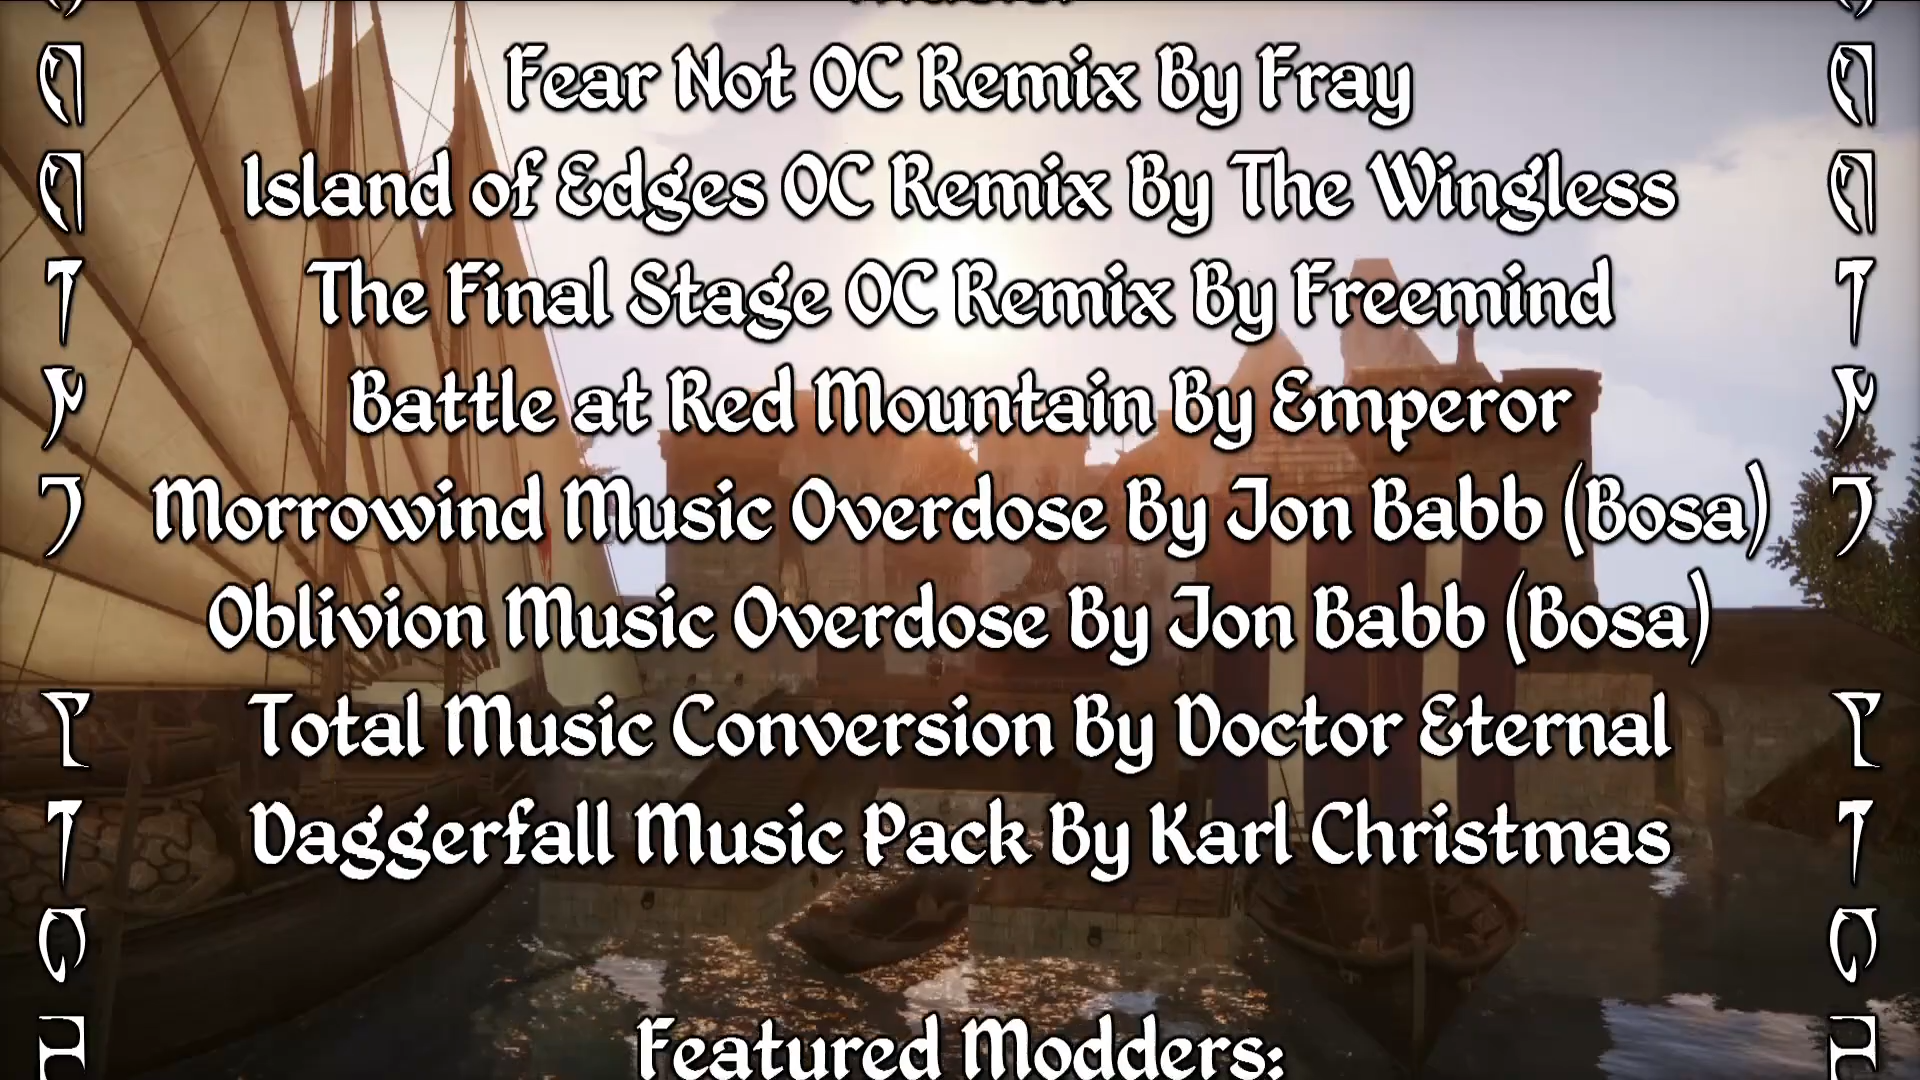 Fear Not OC Remix By Fray
Island of Edges OC Remix By The Wingless
The Final Stage OC Remix By Freemind
Battle at Red Mountain By Emperor
Morrowind Music Overdose By Jon Babb (Bosa)
Oblivion Music Overdose By Jon Babb (Bosa)
Total Music Conversion By Doctor Eternal
Daggerfall Music Pack By Karl Christmas
Featured Modders: